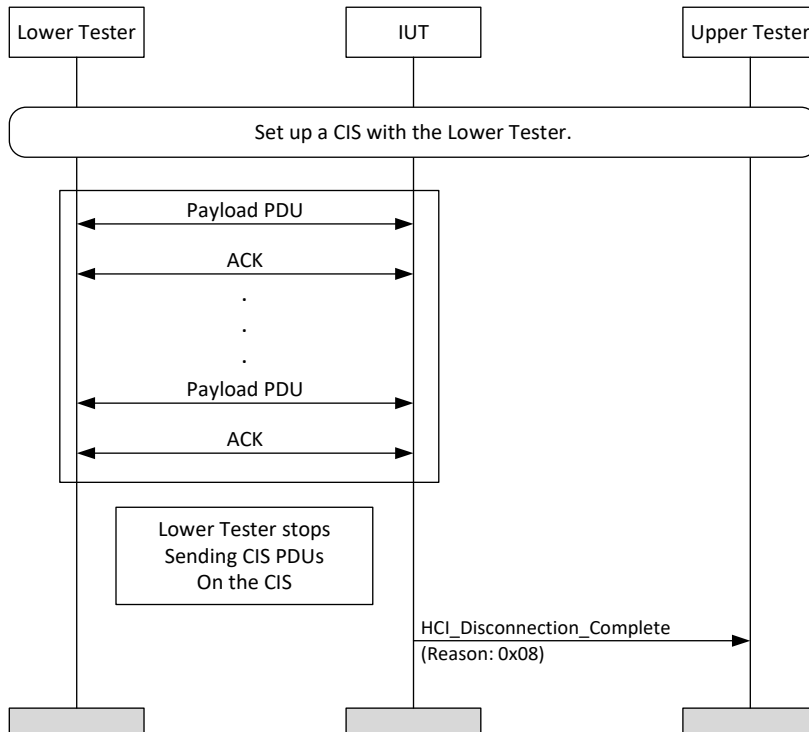 Lower Tester
IUT
Upper Tester
Set up a CIS with the Lower Tester.
Payload PDU
ACK
.
.
.
Payload PDU
ACK
Lower Tester stops
Sending CIS PDUs
On the CIS
HCI_Disconnection_Complete
(Reason: 0x08)